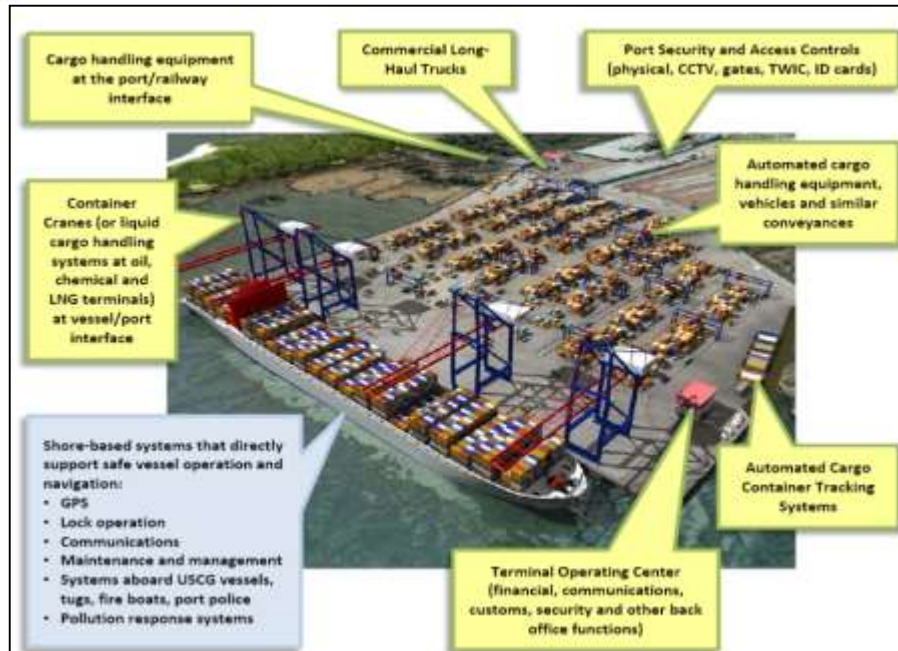 Cargo handling equipment
at the port/railway
interface
Commercial Long-
Haul Trucks
Port Security and Access Controls
(physical, CCTV, gates, TWIC, ID cards)
Container
Cranes (or liquid
cargo handling
systems at oil,
chemical and
LNG terminals)
at vessel/port
interface
Automated cargo
handling equipment,
vehicles and similar
conveyances
Shore-based systems that directly
support safe vessel operation and
navigation:
• GPS
• Lock operation
• Communications
• Maintenance and management
• Systems aboard USCG vessels,
tugs, fire boats, port police
• Pollution response systems
Automated Cargo
Container Tracking
Systems
Terminal Operating Center
(financial, communications,
customs, security and other back
office functions)